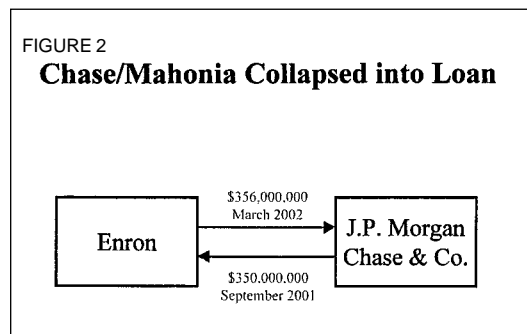 FIGURE 2
Chase/Mahonia Collapsed into Loan
$356,000,000
March 2002
Enron
J.P. Morgan
Chase & Co.
$350.000.000
September 2001